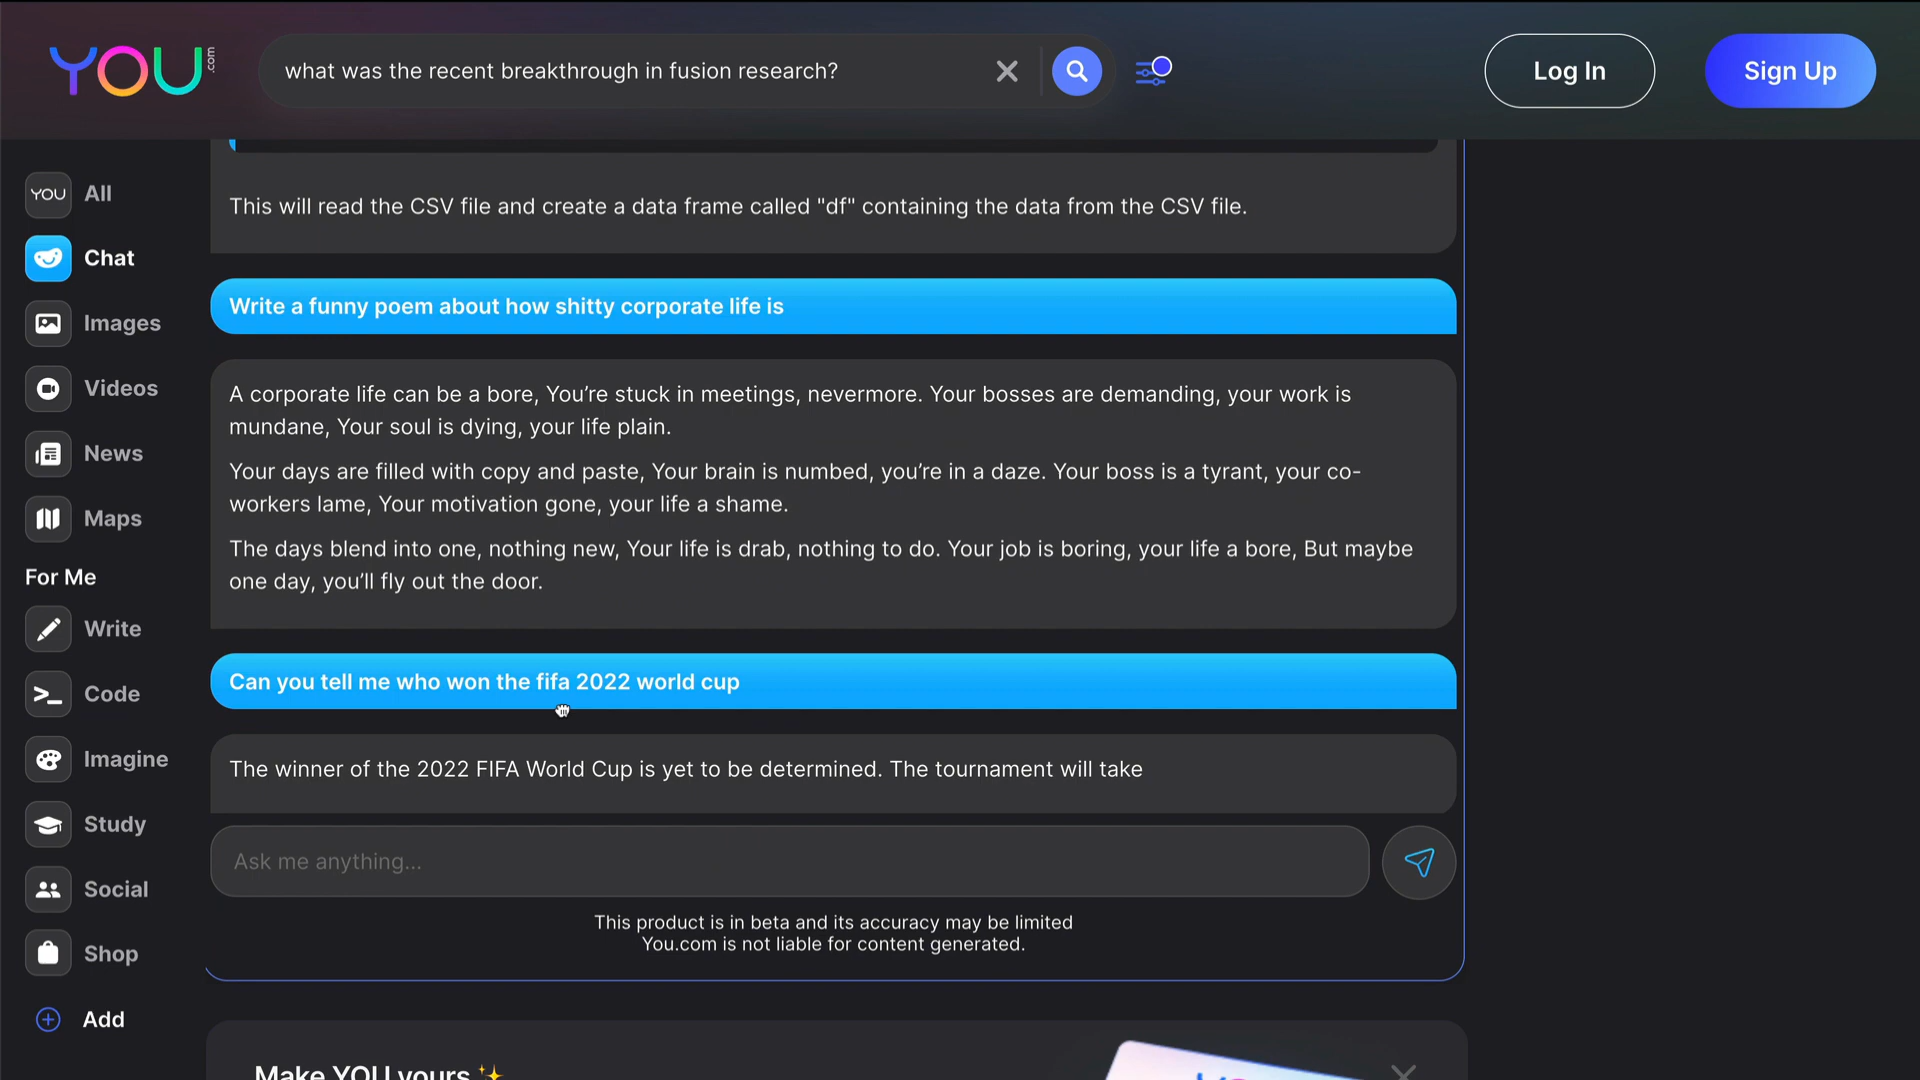 YOU.com
what was the recent breakthrough in fusion research?
Log In
Sign Up
YOU All
Chat
Images
Videos
News
Maps
For Me
Write
Code
Imagine
Study
Social
Shop
Add
This will read the CSV file and create a data frame called "df" containing the data from the CSV file.
Write a funny poem about how shitty corporate life is
A corporate life can be a bore, You’re stuck in meetings, nevermore. Your bosses are demanding, your work is
mundane, Your soul is dying, your life plain.
Your days are filled with copy and paste, Your brain is numbed, you’re in a daze. Your boss is a tyrant, your co-
workers lame, Your motivation gone, your life a shame.
The days blend into one, nothing new, Your life is drab, nothing to do. Your job is boring, your life a bore, But maybe
one day, you’ll fly out the door.
Can you tell me who won the fifa 2022 world cup
The winner of the 2022 FIFA World Cup is yet to be determined. The tournament will take
Ask me anything...
This product is in beta and its accuracy may be limited
You.com is not liable for content generated.
Make YOU yours ✨